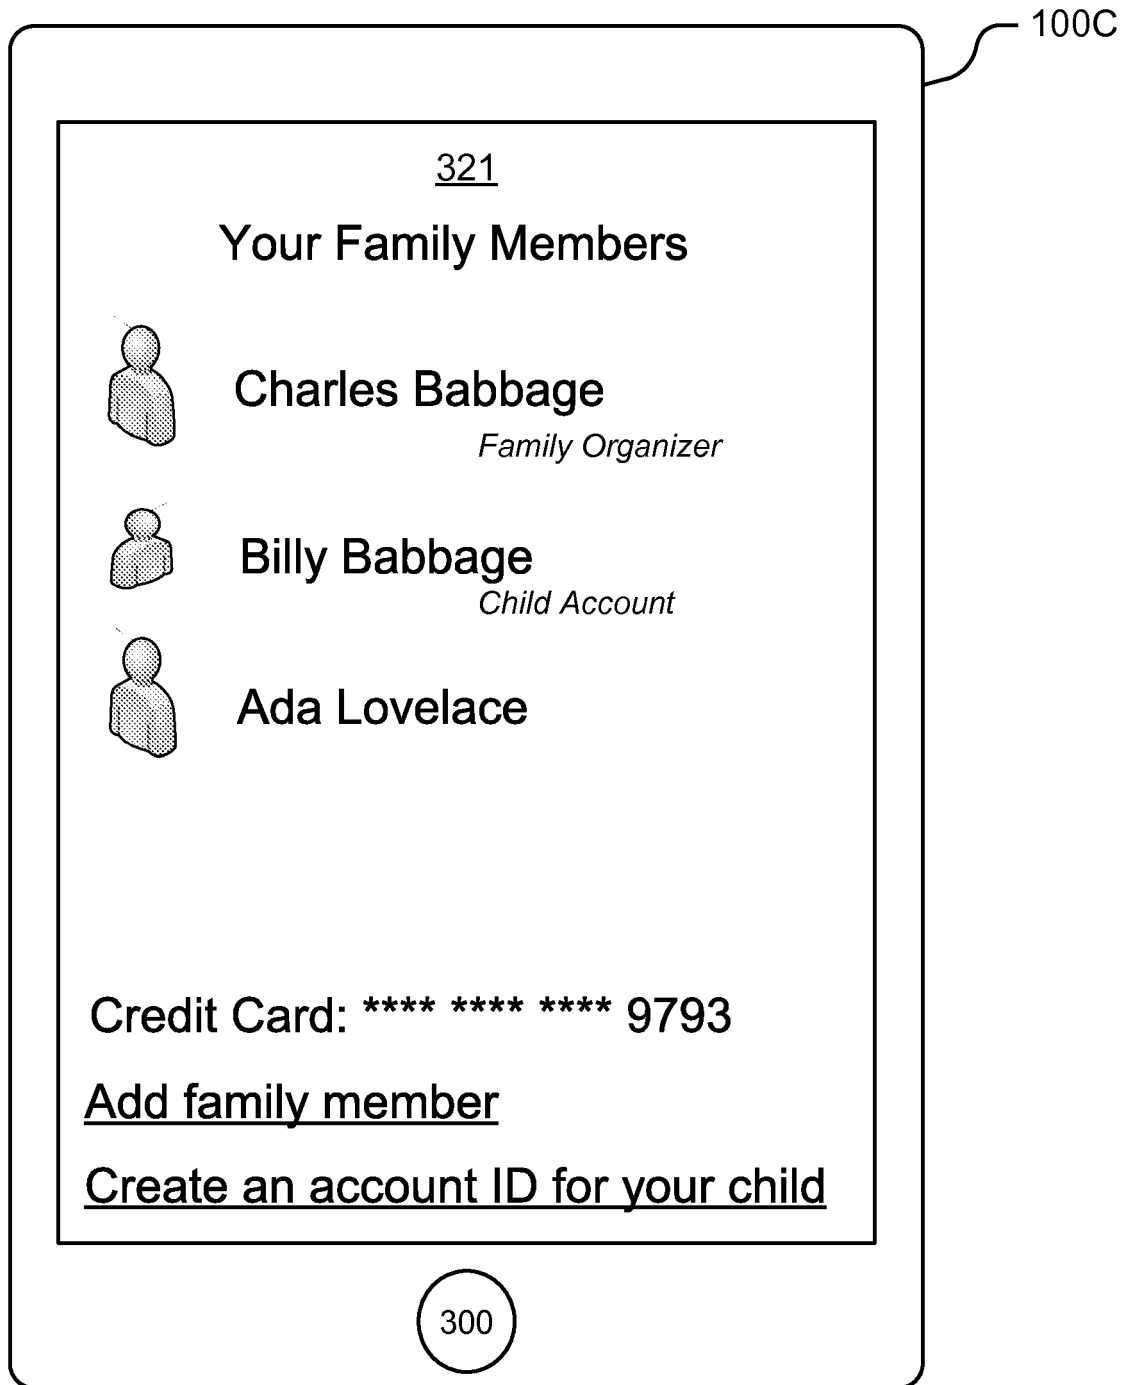 100C
321
Your Family Members
Charles Babbage
Family Organizer
Billy Babbage
Child Account
Ada Lovelace
Credit Card: **** **** **** 9793
Add family member
Create an account ID for your child
300